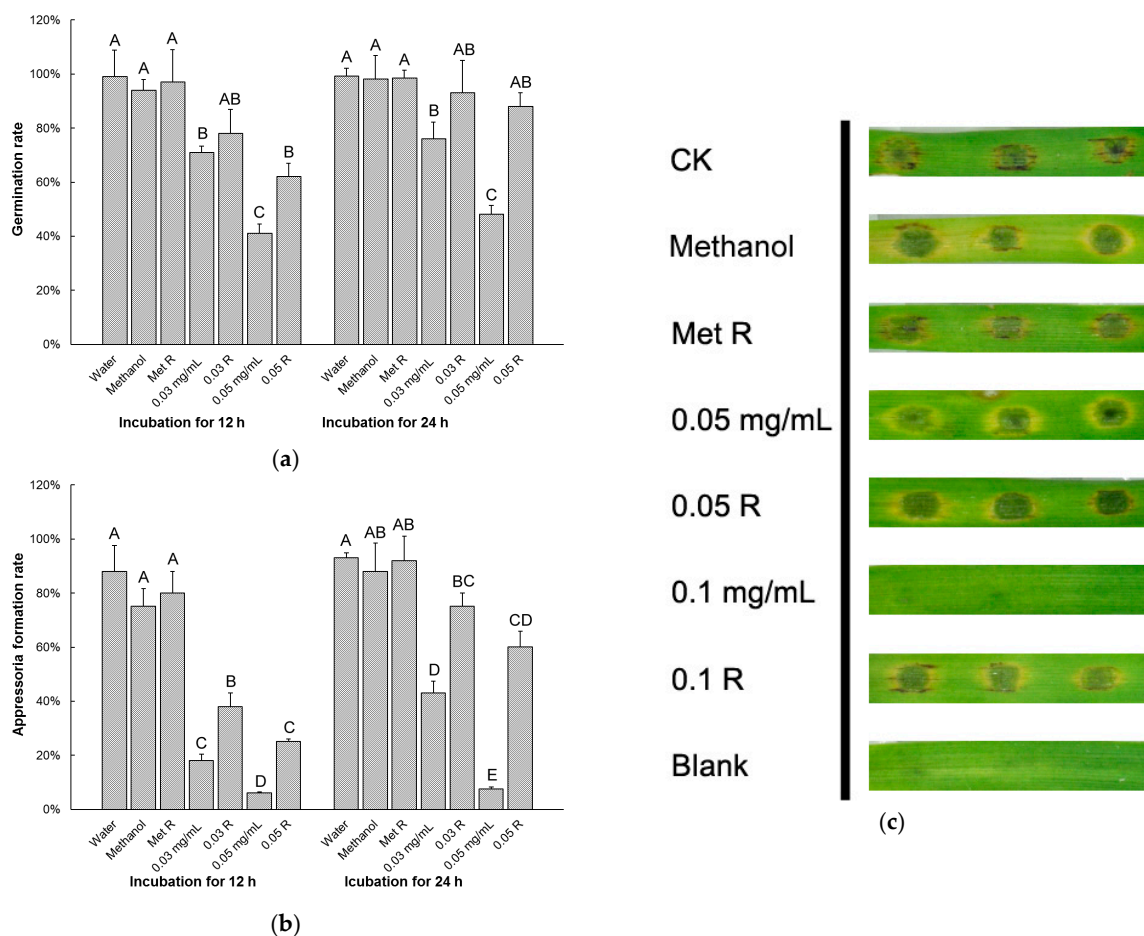 120%
100%
80%
60%
40%
20%
0%
Germination rate
A
A
A
B
AB
B
C
A
A
A
B
AB
C
AB
Water
Methanol
Met R
0.03 mg/mL
0.03 R
0.05 mg/mL
0.05 R
Water
Methanol
Met R
0.03 mg/mL
0.03 R
0.05 mg/mL
0.05 R
Incubation for 12 h
Incubation for 24 h
(a)
120%
100%
80%
60%
40%
20%
0%
Appressoria formation rate
A
A
A
C
B
D
C
A
AB
AB
D
BC
E
CD
Water
Methanol
Met R
0.03 mg/mL
0.03 R
0.05 mg/mL
0.05 R
Water
Methanol
Met R
0.03 mg/mL
0.03 R
0.05 mg/mL
0.05 R
Incubation for 12 h
Icubation for 24 h
(b)
CK
Methanol
Met R
0.05 mg/mL
0.05 R
0.1 mg/mL
0.1 R
Blank
(c)